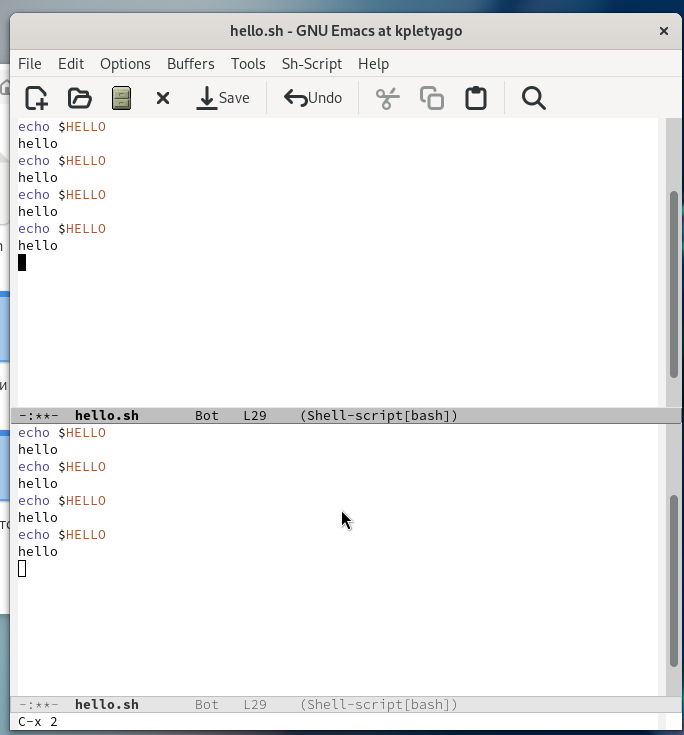 hello.sh - GNU Emacs at kpletyago
File Edit Options Buffers Tools Sh-Script Help
Save Undo
echo $HELLO
hello
echo $HELLO
hello
echo $HELLO
hello
echo $HELLO
hello
-:**- hello.sh Bot L29 (Shell-script[bash])
echo $HELLO
hello
echo $HELLO
hello
echo $HELLO
hello
echo $HELLO
hello
-:**- hello.sh Bot L29 (Shell-script[bash])
C-x 2